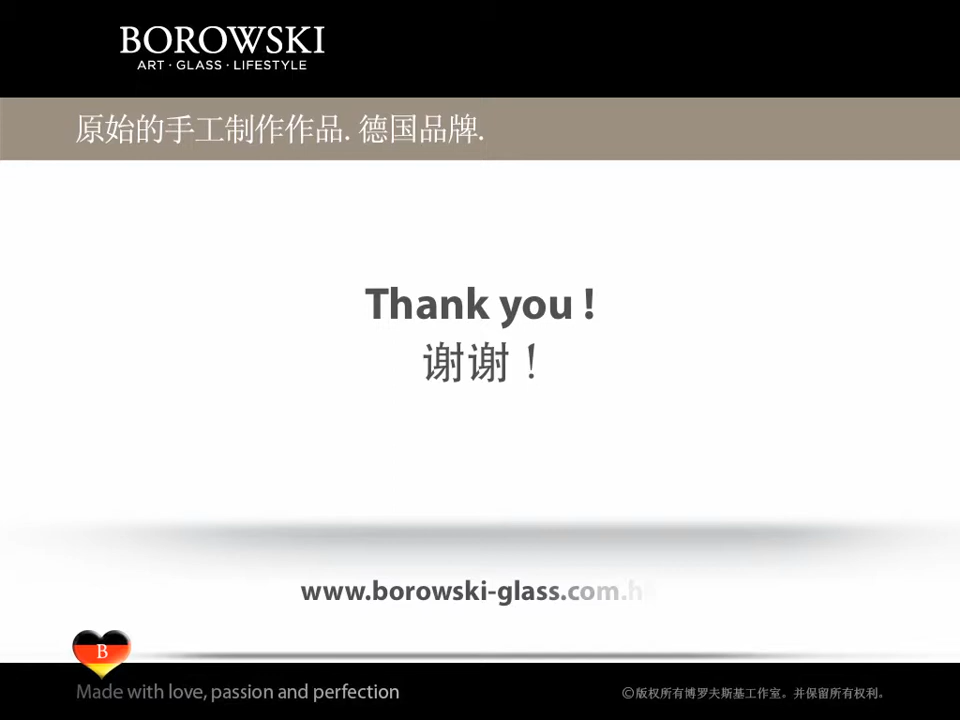 BOROWSKI
ART · GLASS · LIFESTYLE
原始的手工制作作品. 德国品牌.
Thank you !
谢谢！
www.borowski-glass.com.h
B
Made with love, passion and perfection
©版权所有博罗夫斯基工作室。并保留所有权利。